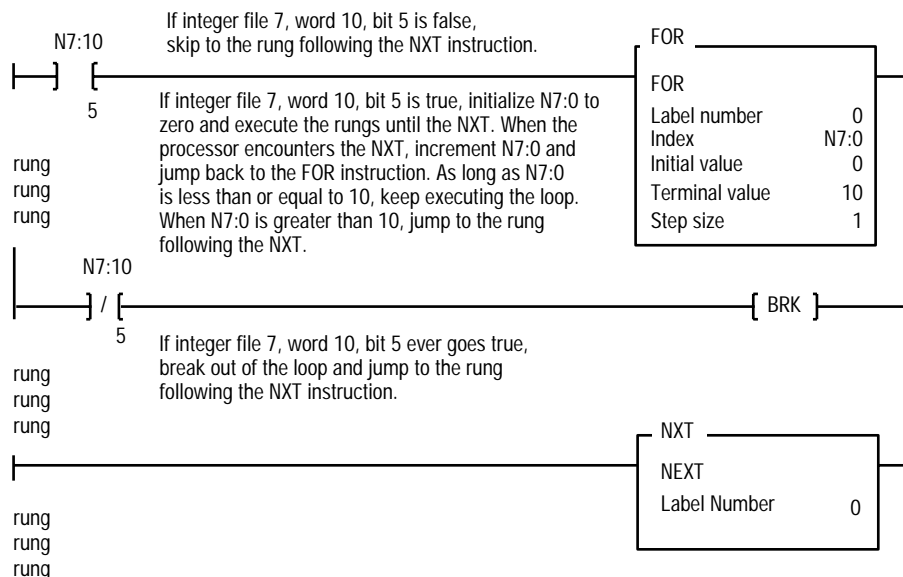 If integer file 7, word 10, bit 5 is false,
skip to the rung following the NXT instruction.
N7:10
] [
5
FOR
FOR
Label number 0
Index N7:0
Initial value 0
Terminal value 10
Step size 1
If integer file 7, word 10, bit 5 is true, initialize N7:0 to
zero and execute the rungs until the NXT. When the
processor encounters the NXT, increment N7:0 and
jump back to the FOR instruction. As long as N7:0
is less than or equal to 10, keep executing the loop.
When N7:0 is greater than 10, jump to the rung
following the NXT.
rung
rung
rung
N7:10
] / [
5
[ BRK ]
If integer file 7, word 10, bit 5 ever goes true,
break out of the loop and jump to the rung
following the NXT instruction.
rung
rung
rung
NXT
NEXT
Label Number 0
rung
rung
rung